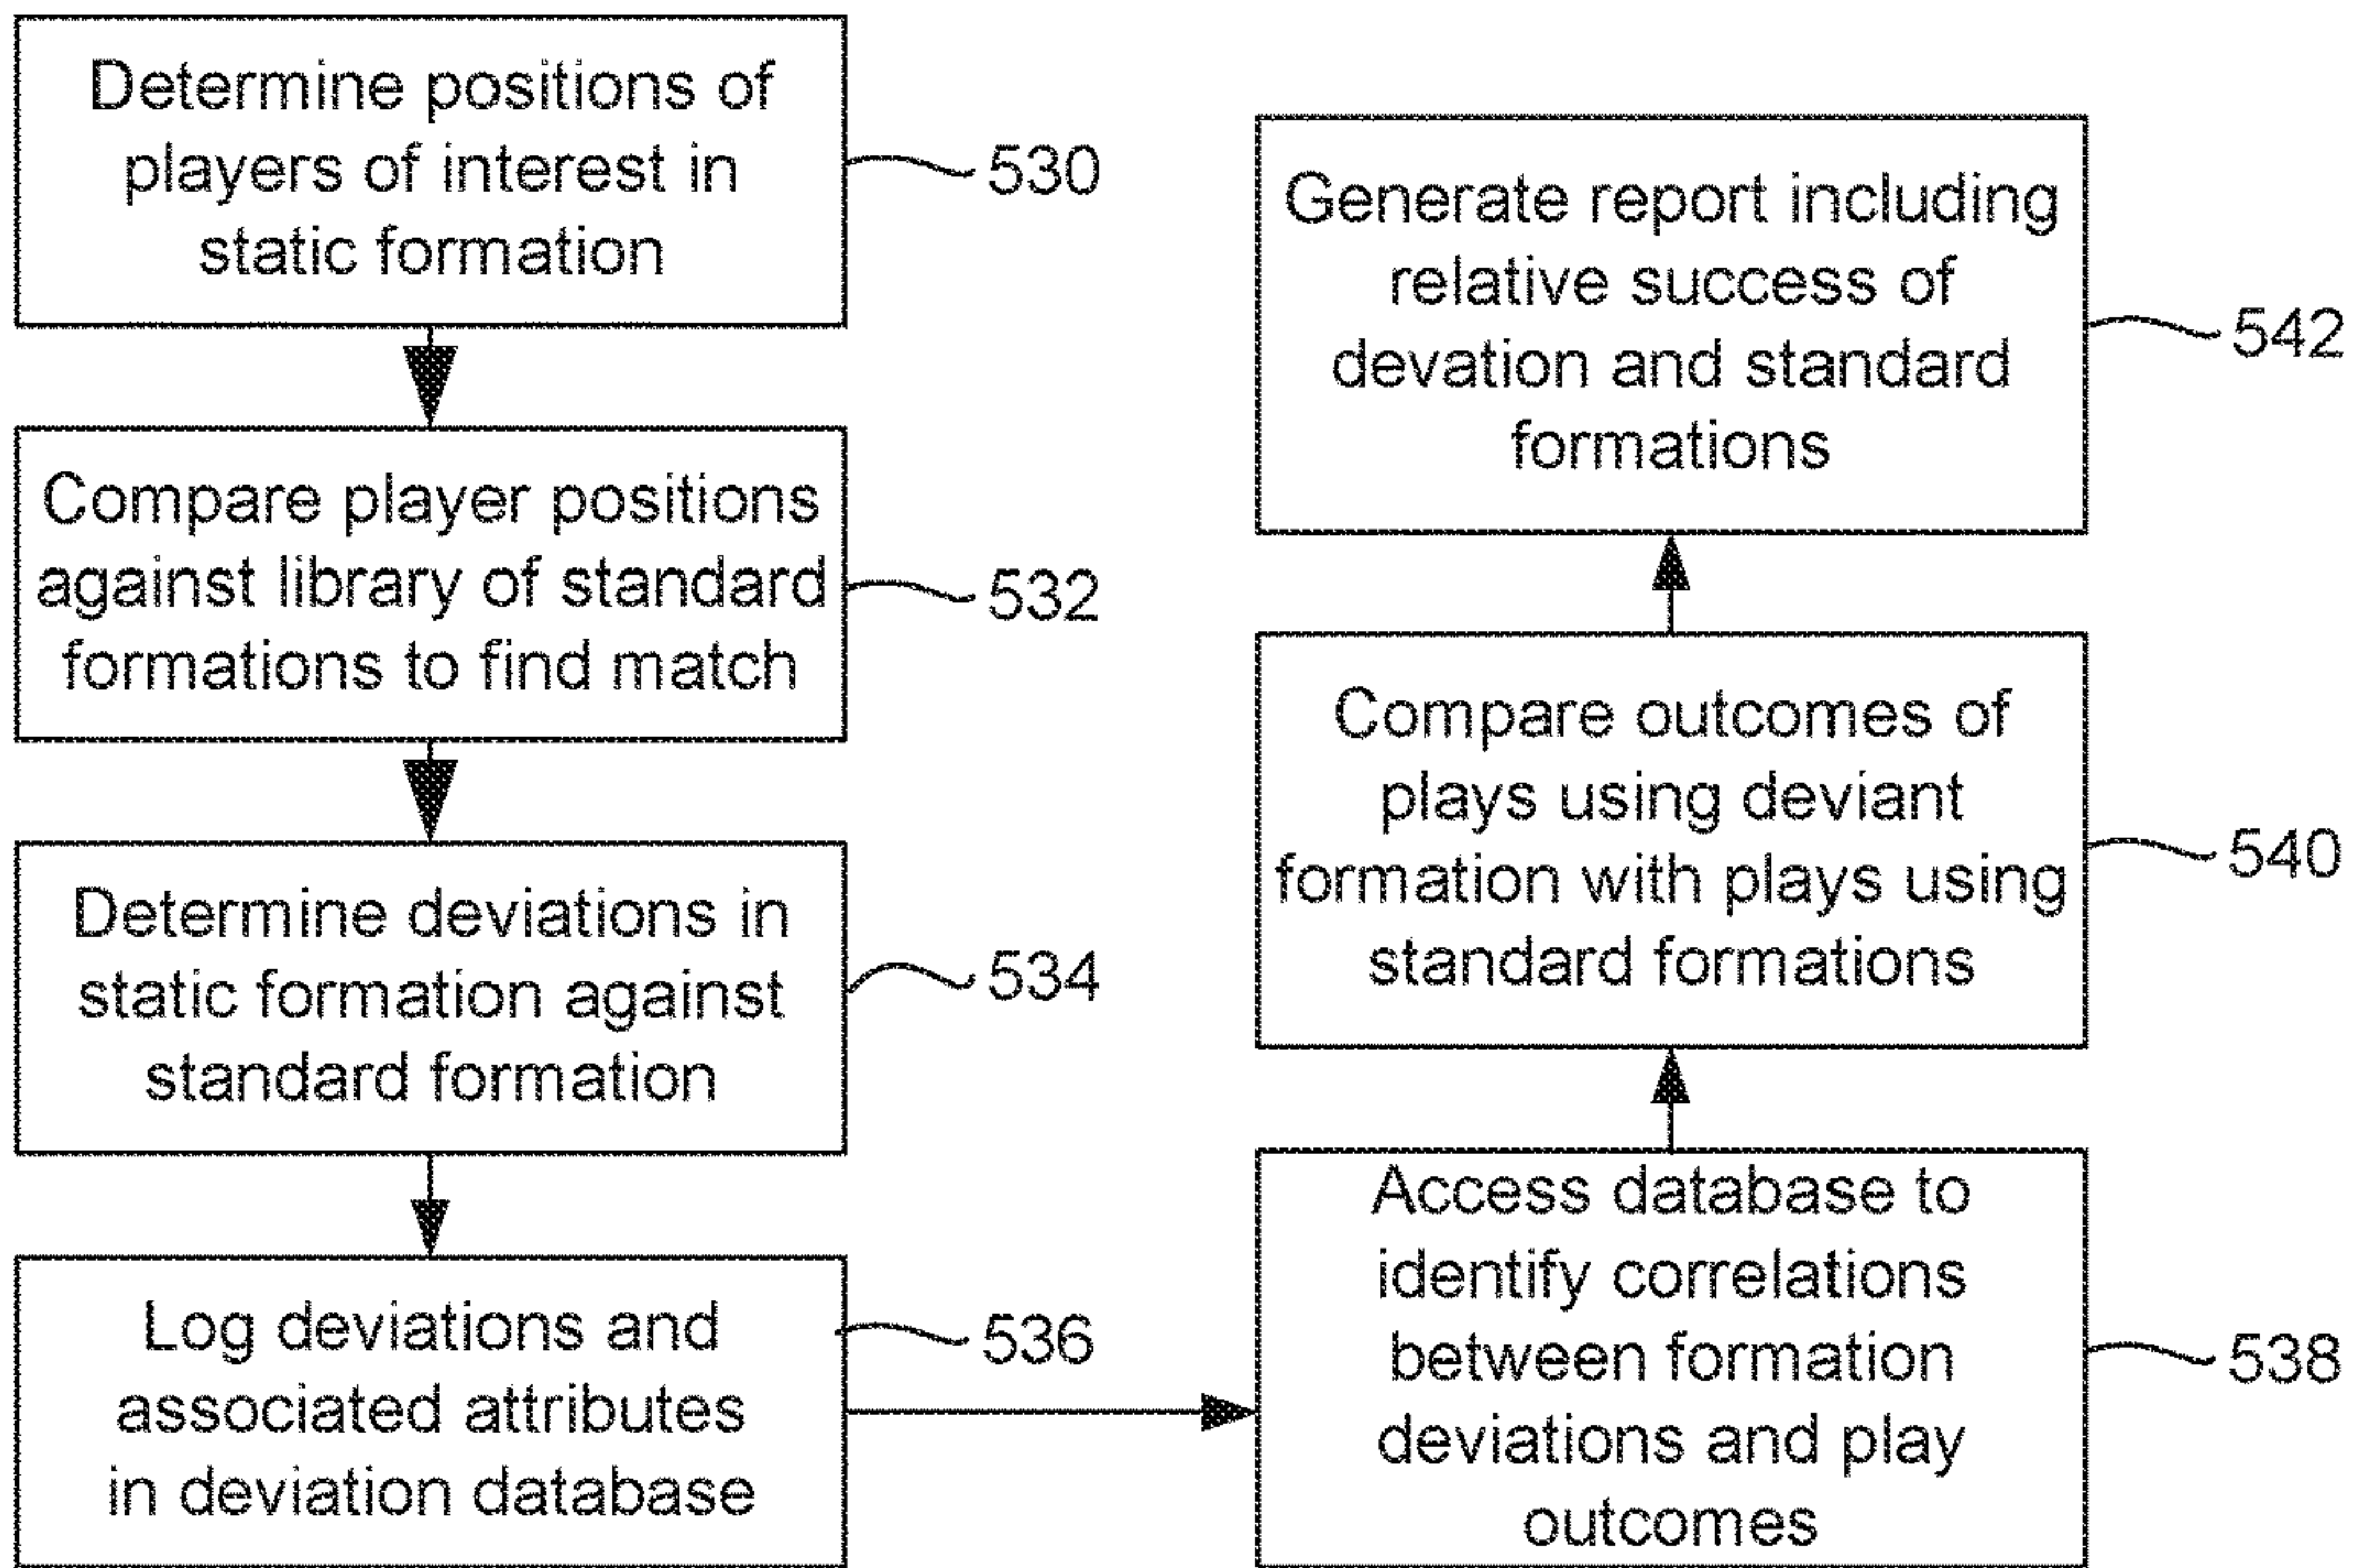 Determine positions of
players of interest in
static formation
530
Compare player positions
against library of standard
formations to find match
532
Determine deviations in
static formation against
standard formation
534
Log deviations and
associated attributes
in deviation database
536
Access database to
identify correlations
between formation
deviations and play
outcomes
538
Compare outcomes of
plays using deviant
formation with plays using
standard formations
540
Generate report including
relative success of
devation and standard
formations
542